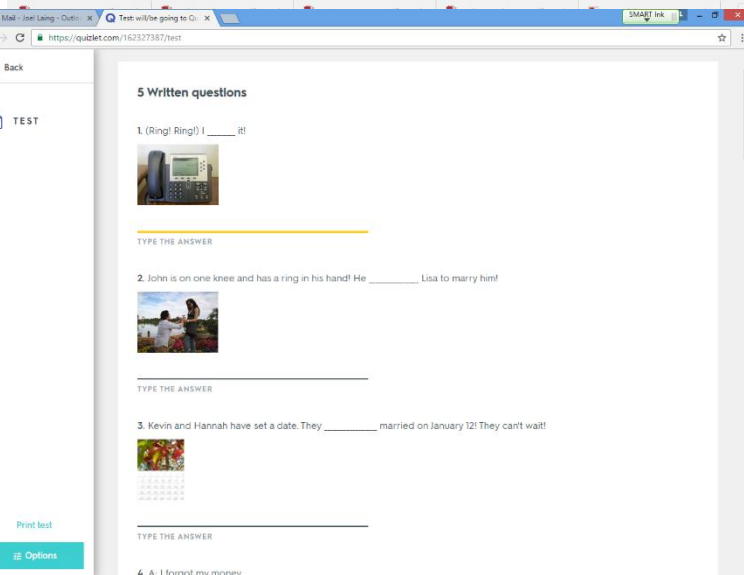 Mail - Joel Laing - Outlo
Test: will/be going to Qu
SMART Ink
https://quizlet.com/162327387/test
Back
TEST
5 Written questions
1. (Ring! Ring!) I ______ it!
TYPE THE ANSWER
2. John is on one knee and has a ring in his hand! He __________ Lisa to marry him!
TYPE THE ANSWER
3. Kevin and Hannah have set a date. They ___________ married on January 12! They can't wait!
TYPE THE ANSWER
Print test
Options
4. A: I forgot my money.